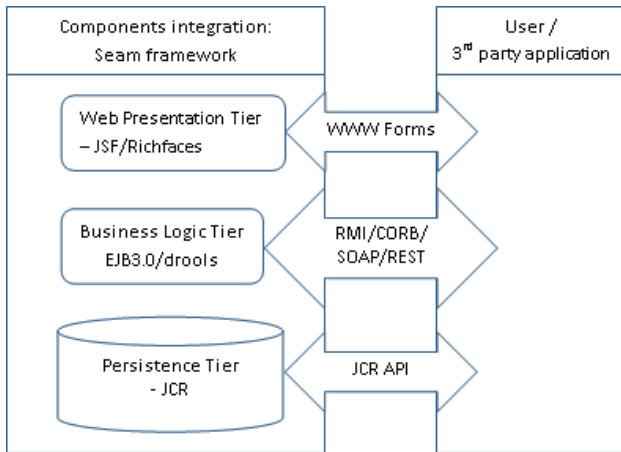 Components integration:
Seam framework
User /
3rd party application
Web Presentation Tier
– JSF/Richfaces
WWW Forms
Business Logic Tier
EJB3.0/drools
RMI/CORB/
SOAP/REST
Persistence Tier
- JCR
JCR API